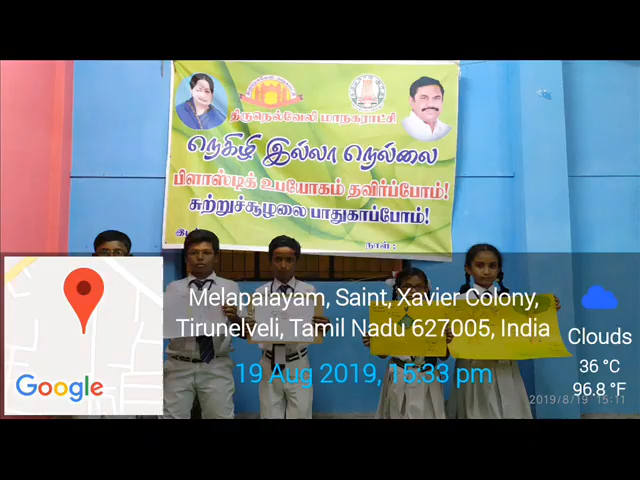 திருநெல்வேலி மாநகராட்சி
நெகிழி இல்லா நெல்லை
பிளாஸ்டிக் உபயோகம் தவிர்ப்போம்!
சுற்றுச்சூழலை பாதுகாப்போம்!
நாள் :
Melapalayam, Saint, Xavier Colony,
Tirunelveli, Tamil Nadu 627005, India
19 Aug 2019, 15:33 pm
Google
Clouds
36 °C
96.8 °F
2019/8/19 15:11